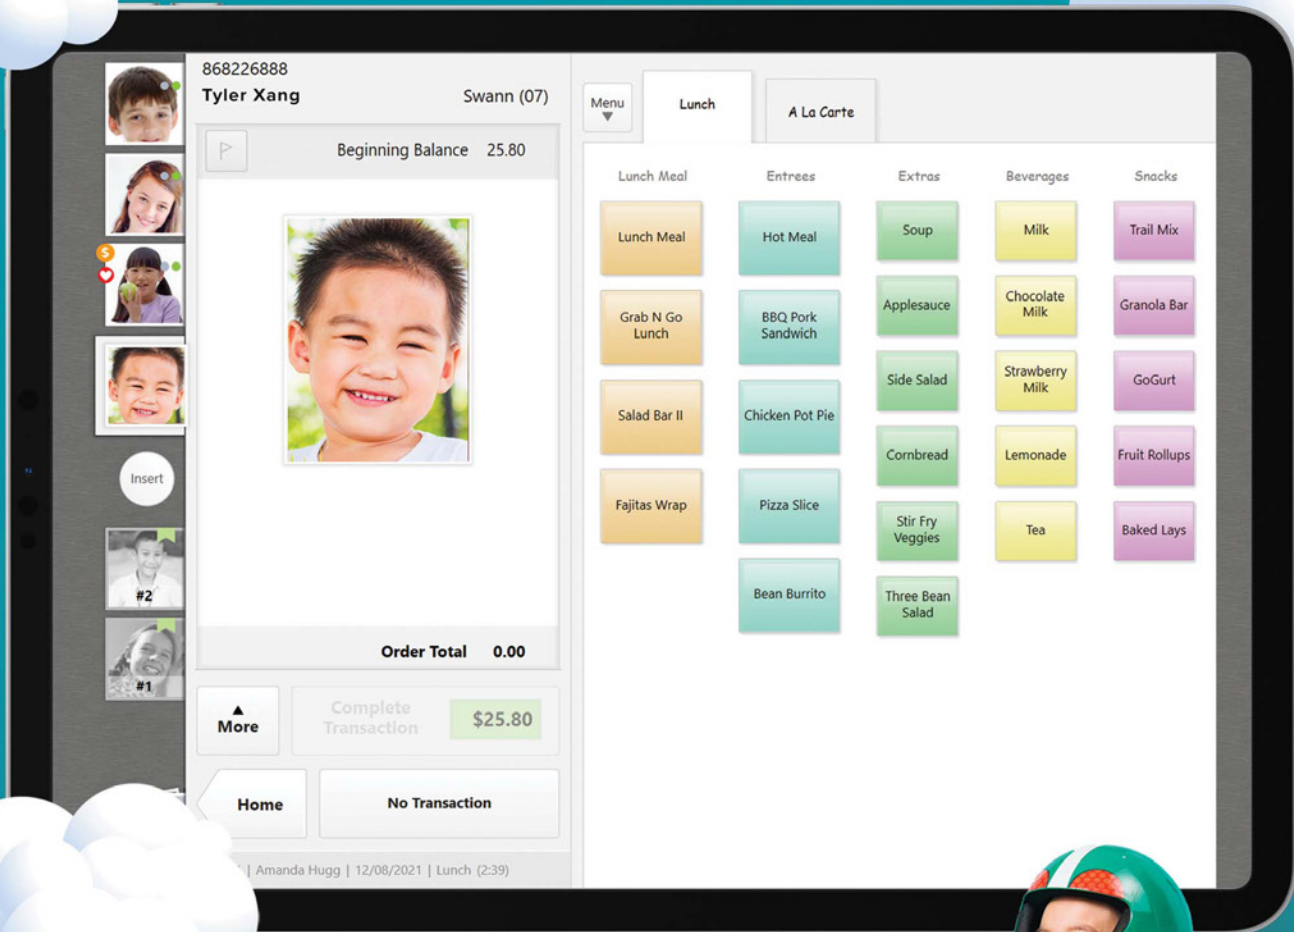 868226888
Tyler Xang
Swann (07)
Beginning Balance 25.80
Order Total 0.00
More
Complete
Transaction
$25.80
Home
No Transaction
| Amanda Hugg | 12/08/2021 | Lunch (2:39)
$
Insert
#2
#1
Menu
Lunch
A La Carte
Lunch Meal
Lunch Meal
Grab N Go
Lunch
Salad Bar II
Fajitas Wrap
Entrees
Hot Meal
BBQ Pork
Sandwich
Chicken Pot Pie
Pizza Slice
Bean Burrito
Extras
Soup
Applesauce
Side Salad
Cornbread
Stir Fry
Veggies
Three Bean
Salad
Beverages
Milk
Chocolate
Milk
Strawberry
Milk
Lemonade
Tea
Snacks
Trail Mix
Granola Bar
GoGurt
Fruit Rollups
Baked Lays